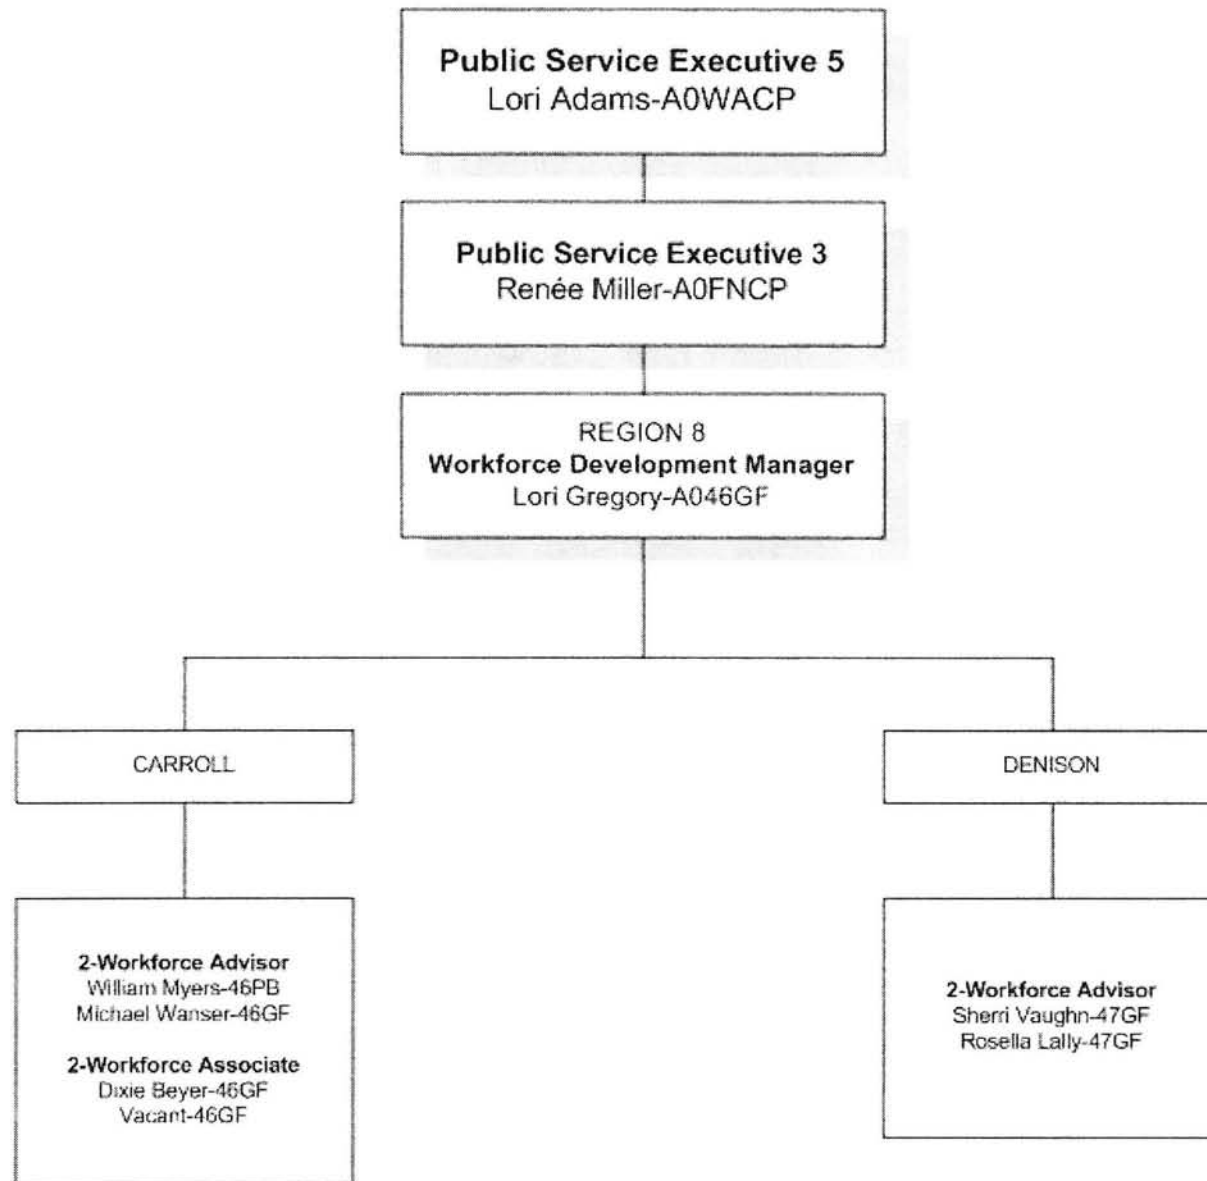 Public Service Executive 5
Lori Adams-A0WACP
Public Service Executive 3
Renée Miller-A0FNCP
REGION 8
Workforce Development Manager
Lori Gregory-A046GF
CARROLL
DENISON
2-Workforce Advisor
William Myers-46PB
Michael Wanser-46GF
2-Workforce Associate
Dixie Beyer-46GF
Vacant-46GF
2-Workforce Advisor
Sherri Vaughn-47GF
Rosella Lally-47GF